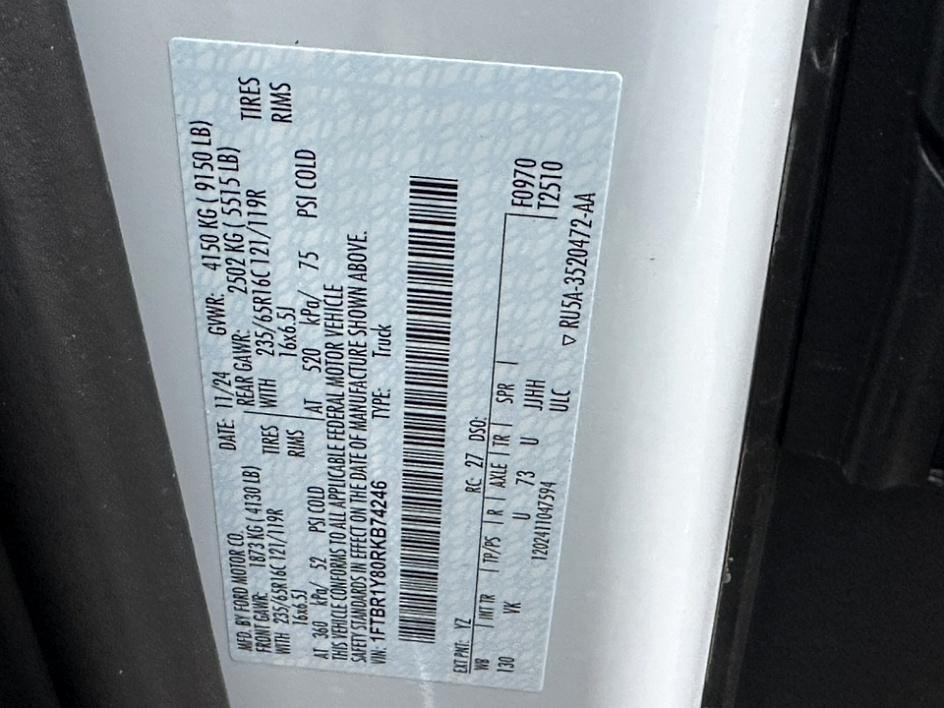 MFD. BY FORD MOTOR CO. DATE: 11/24 GVWR: 4150 KG ( 9150 LB)
FRONT GAWR: 1873 KG ( 4130 LB) REAR GAWR: 2502 KG ( 5515 LB)
WITH 235/65R16C 121/119R TIRES WITH 235/65R16C 121/119R TIRES
16x6.5J RIMS 16x6.5J RIMS
AT 360 kPa/ 52 PSI COLD AT 520 kPa/ 75 PSI COLD
THIS VEHICLE CONFORMS TO ALL APPLICABLE FEDERAL MOTOR VEHICLE
SAFETY STANDARDS IN EFFECT ON THE DATE OF MANUFACTURE SHOWN ABOVE.
VIN: 1FTBR1Y80RKB74246 TYPE: Truck
EXT PNT: YZ RC: 27 DSO: F0970
WB INT TR TP/PS R AXLE TR SPR T2510
130 VK U 73 U JJHH
1202411047594 ULC
▽ RU5A-3520472-AA